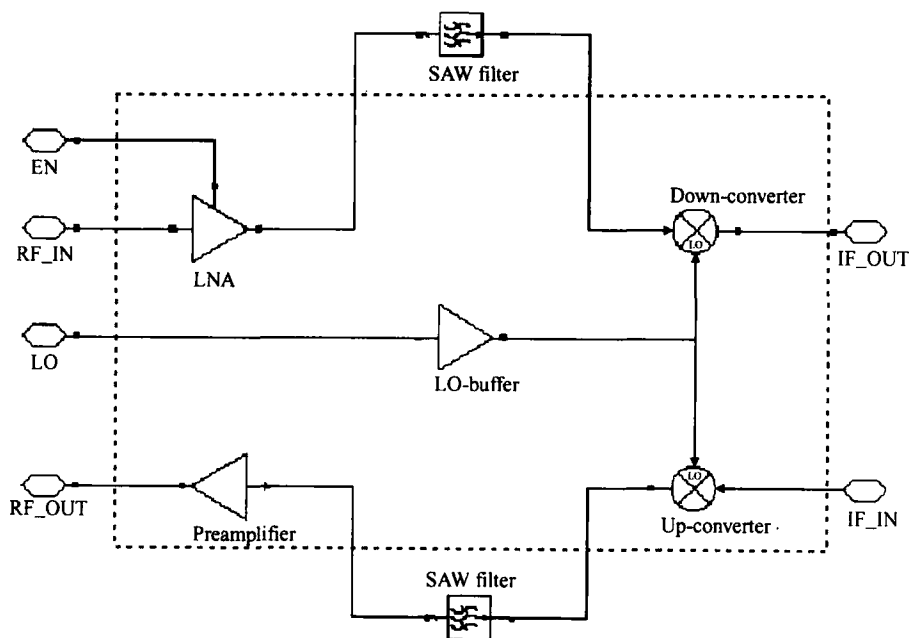 SAW filter
EN
Down-converter
RF_IN
LO
IF_OUT
LNA
LO
LO-buffer
LO
RF_OUT
Preamplifier
Up-converter
IF_IN
SAW filter